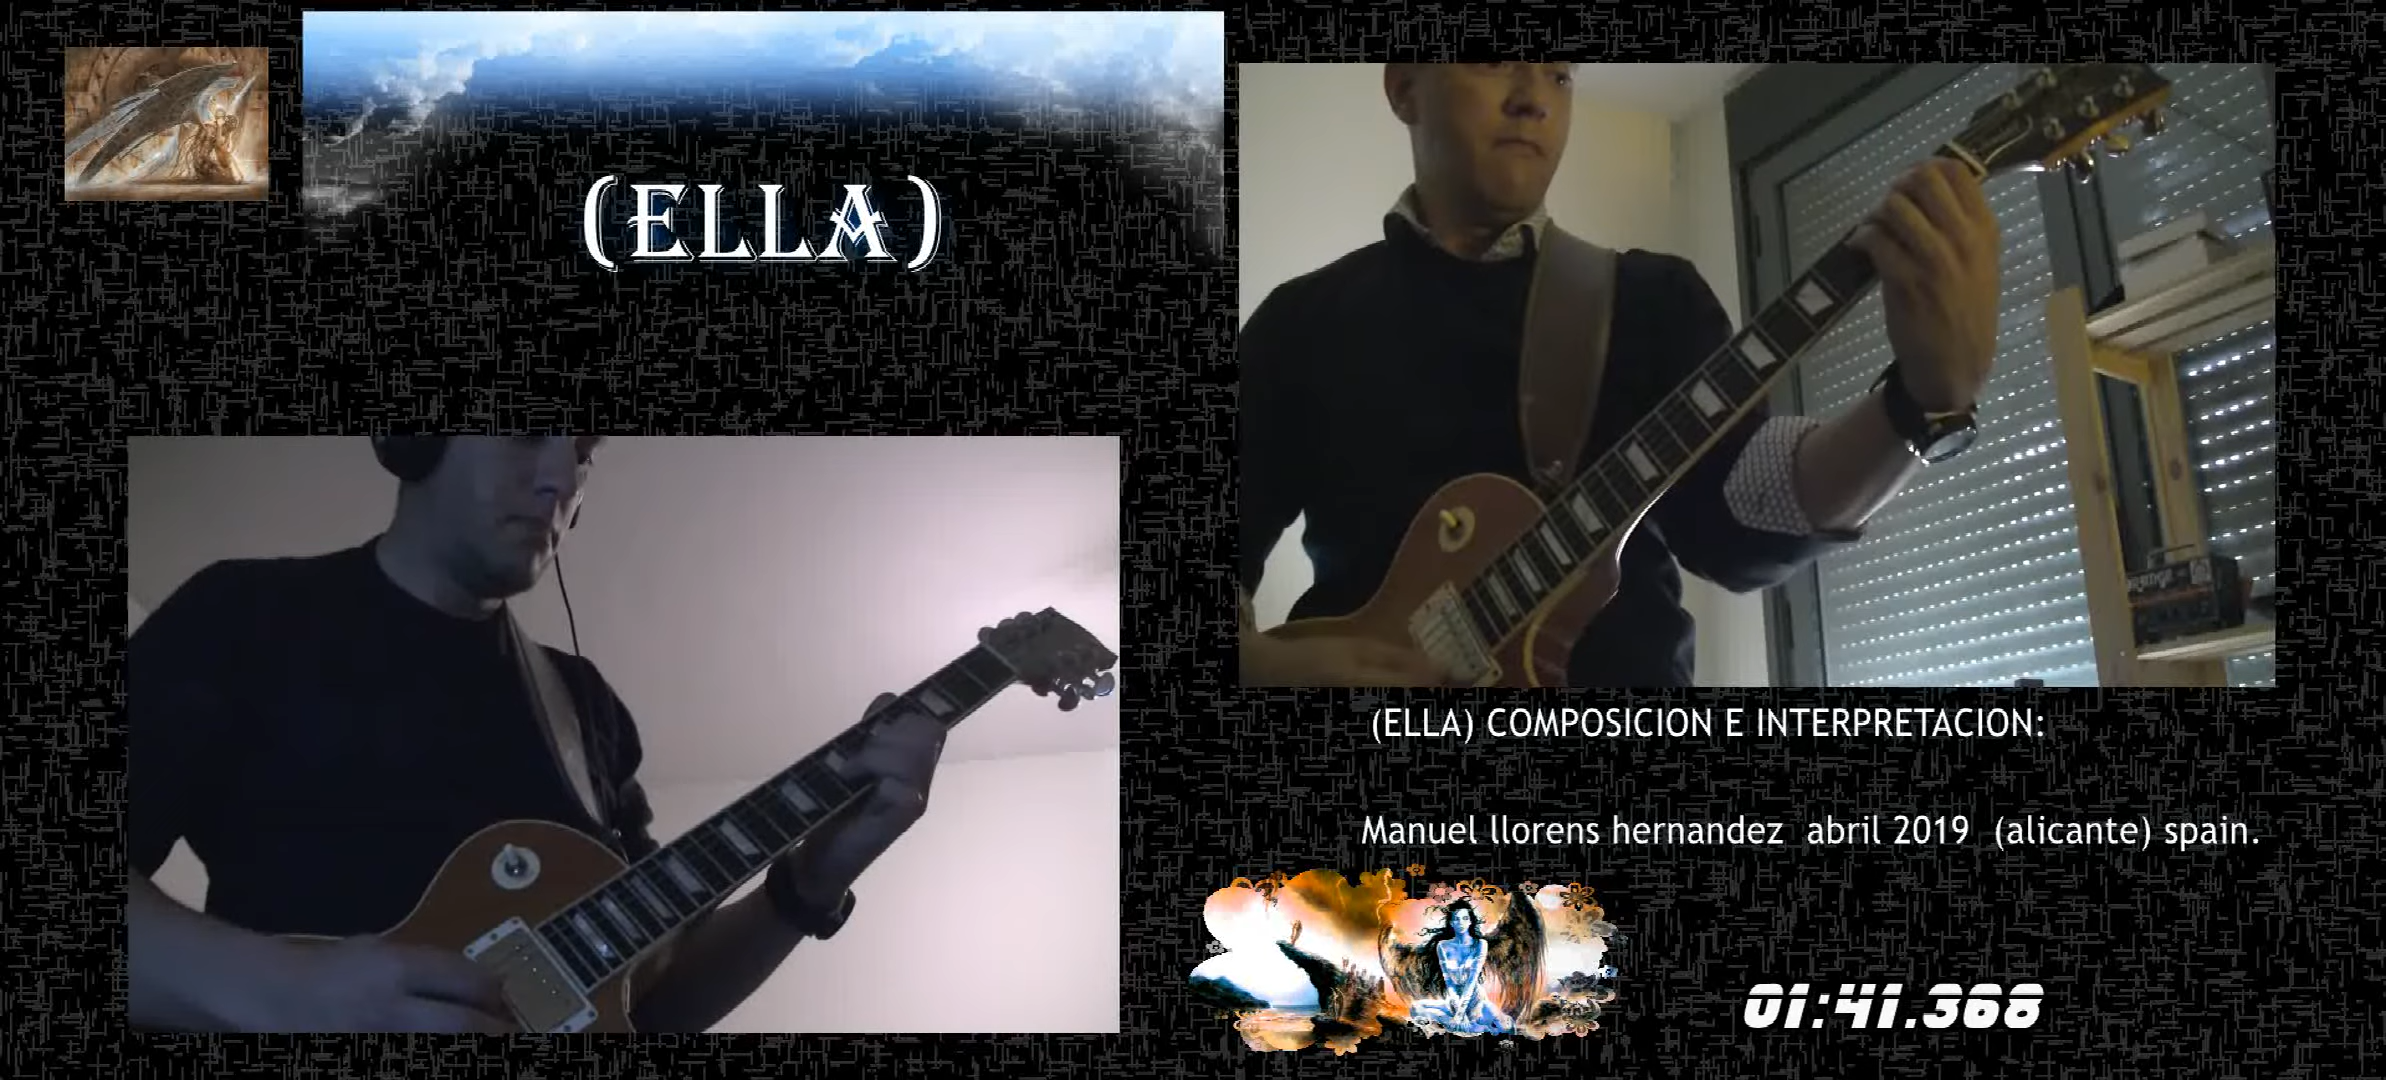 (ELLA)
(ELLA) COMPOSICION E INTERPRETACION:
Manuel llorens hernandez abril 2019 (alicante) spain.
01:41.368